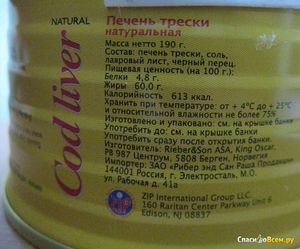 NATURAL
Cod liver
Печень трески
натуральная
Масса нетто 190 г.
Состав: печень трески, соль,
лавровый лист, черный перец.
Пищевая ценность (на 100 г.):
Белки 4,8 г.
Жиры 60,0 г.
Калорийность 613 ккал.
Хранить при температуре: от + 4°С до + 25°С
и относительной влажности не более 75%
Изготовлено и упаковано: см. на крышке банки
Употребить до: см. на крышке банки
Употребить сразу после открытия банки.
Изготовитель: Rieber&Son ASA, King Oscar,
PB 987 Центрум, 5808 Берген, Норвегия
Импортер: ЗАО «Рибер энд Сан Раша Продакшн»
144001 Россия, г. Электросталь, М.О.
ул. Рабочая д. 41а
ZIP International Group LLC.
160 Raritan Center Parkway Unit 6
Edison, NJ 08837
СпасибоВсем.ру